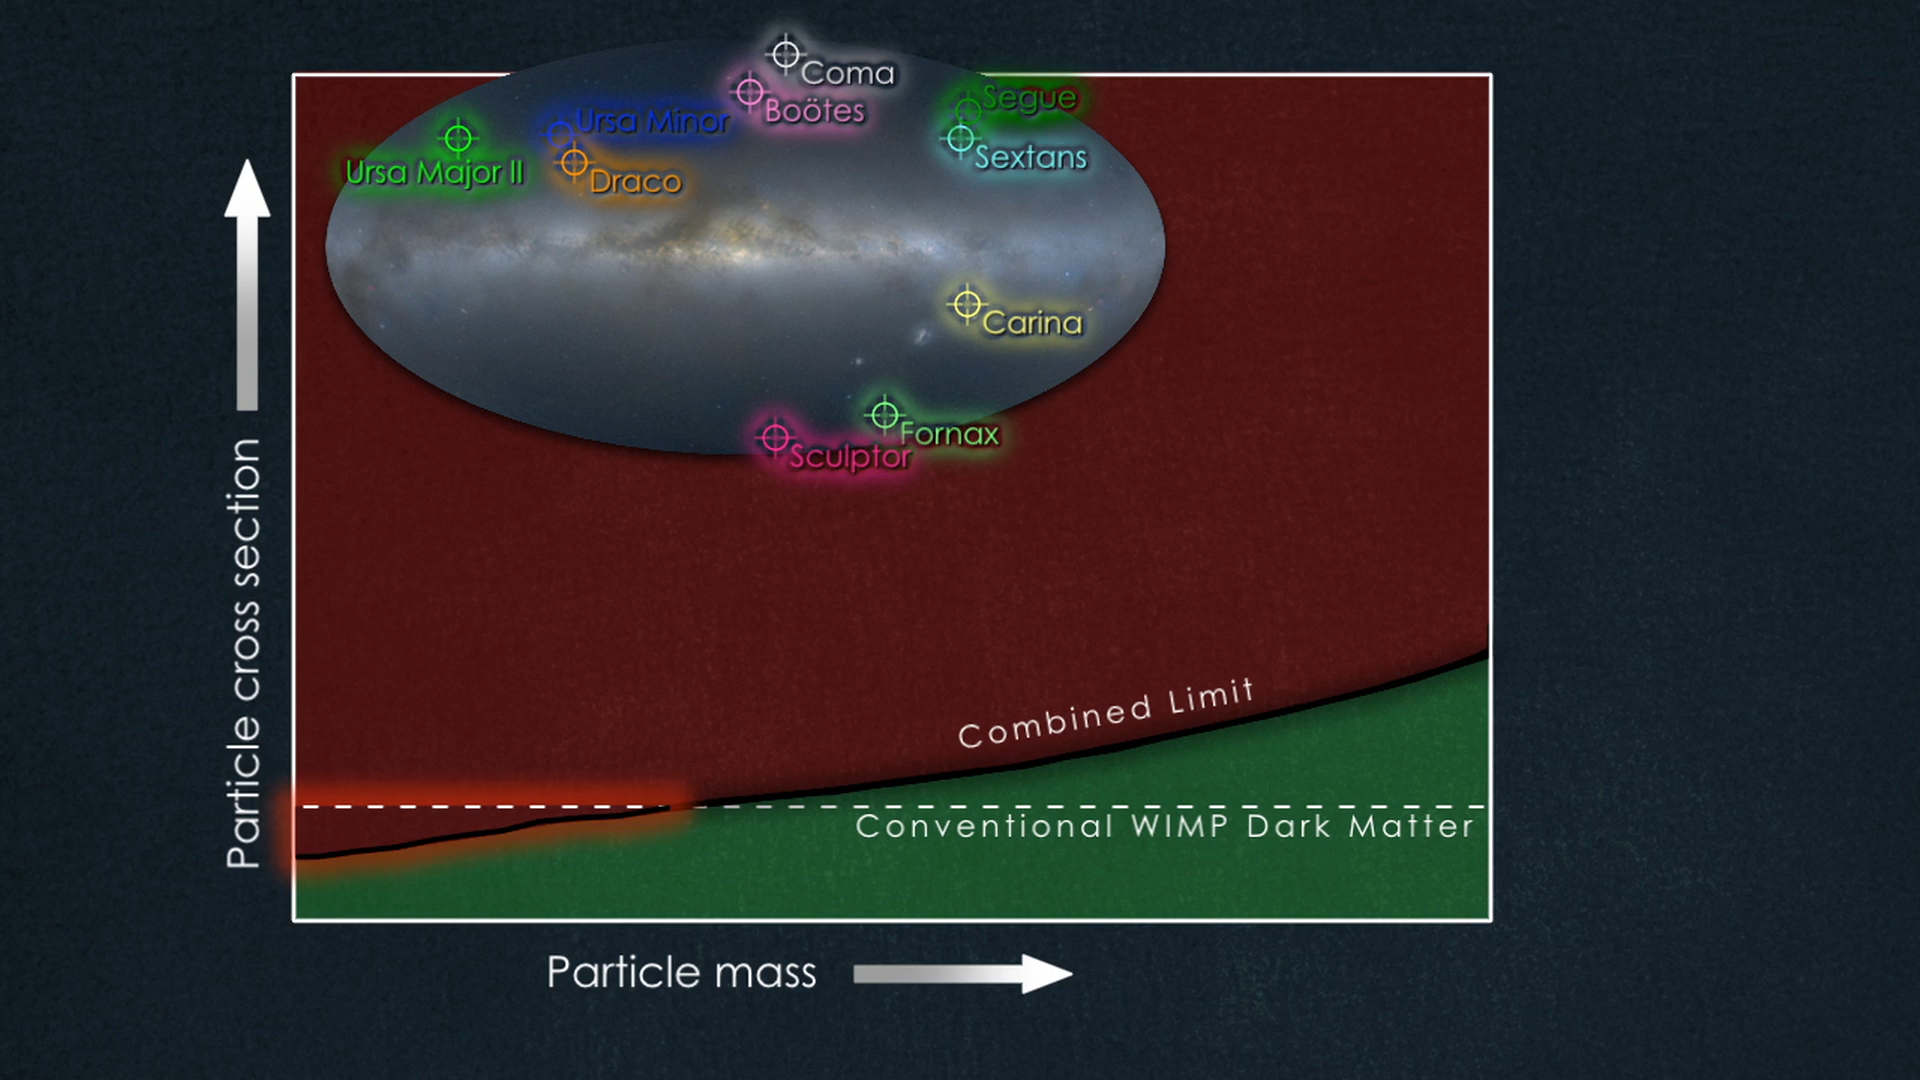 Coma
Segue
Boötes
Ursa Minor
Sextans
Ursa Major II
Draco
Carina
Fornax
Sculptor
Particle cross section
Combined Limit
Conventional WIMP Dark Matter
Particle mass